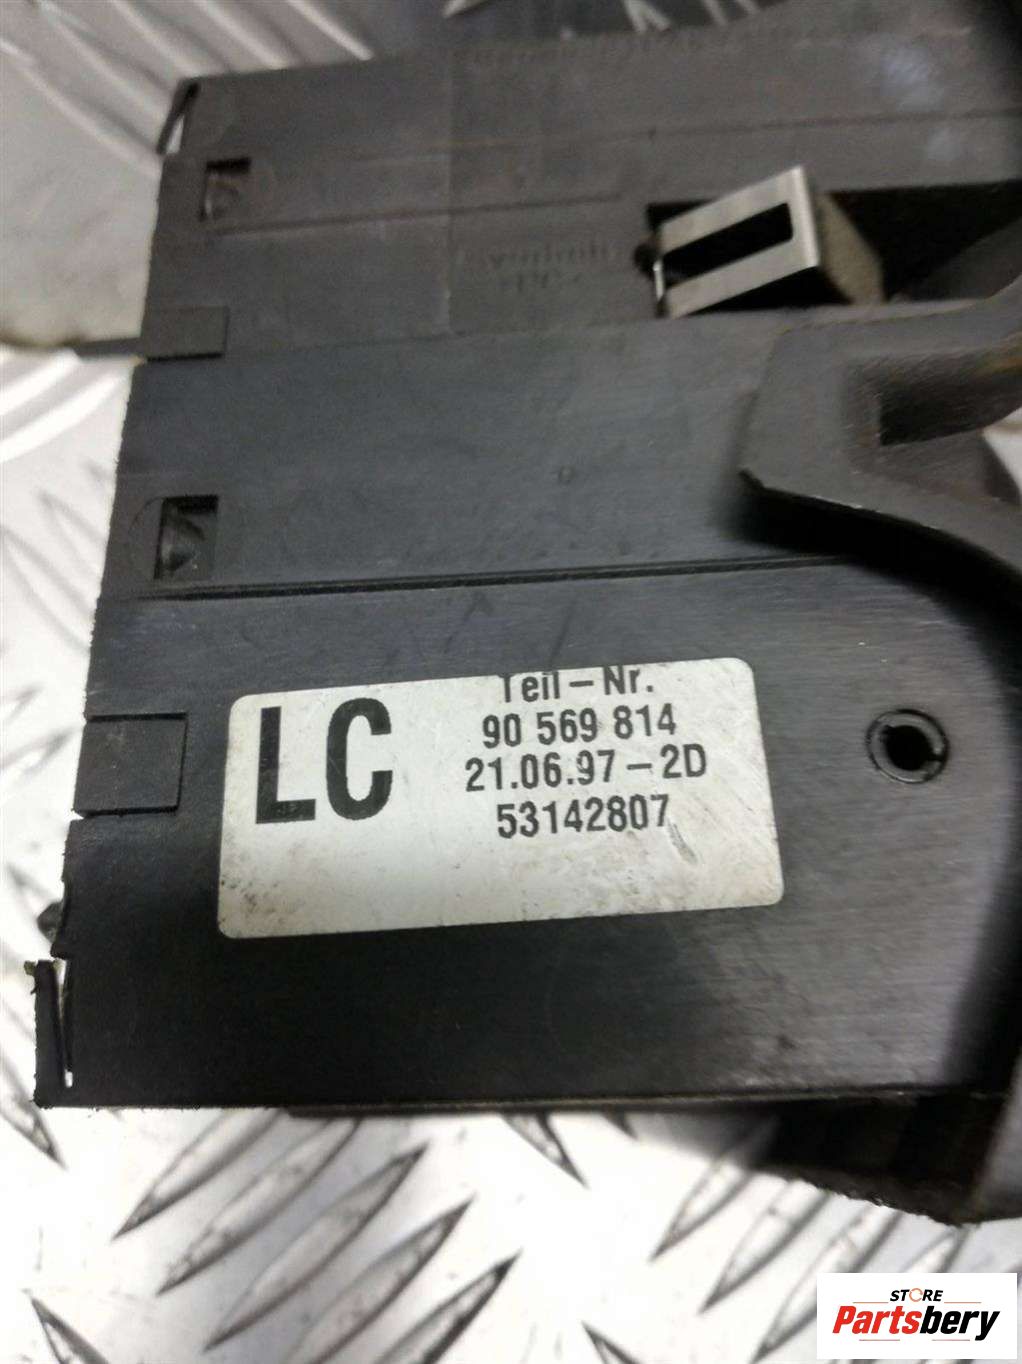 LC
Teil-Nr.
90 569 814
21.06.97-2D
53142807
STORE
Partsbery